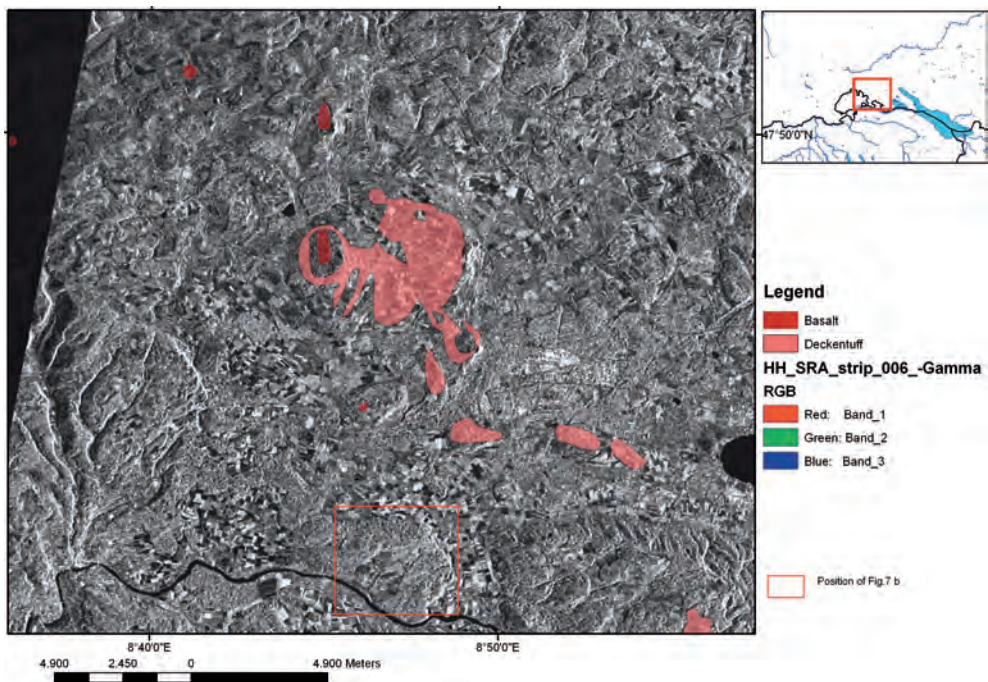 47°50'0"N
Legend
Basalt
Deckentuff
HH_SRA_strip_006_-Gamma
RGB
Red: Band_1
Green: Band_2
Blue: Band_3
Position of Fig.7 b
8°40'0"E
8°50'0"E
4.900 2.450 0 4.900 Meters